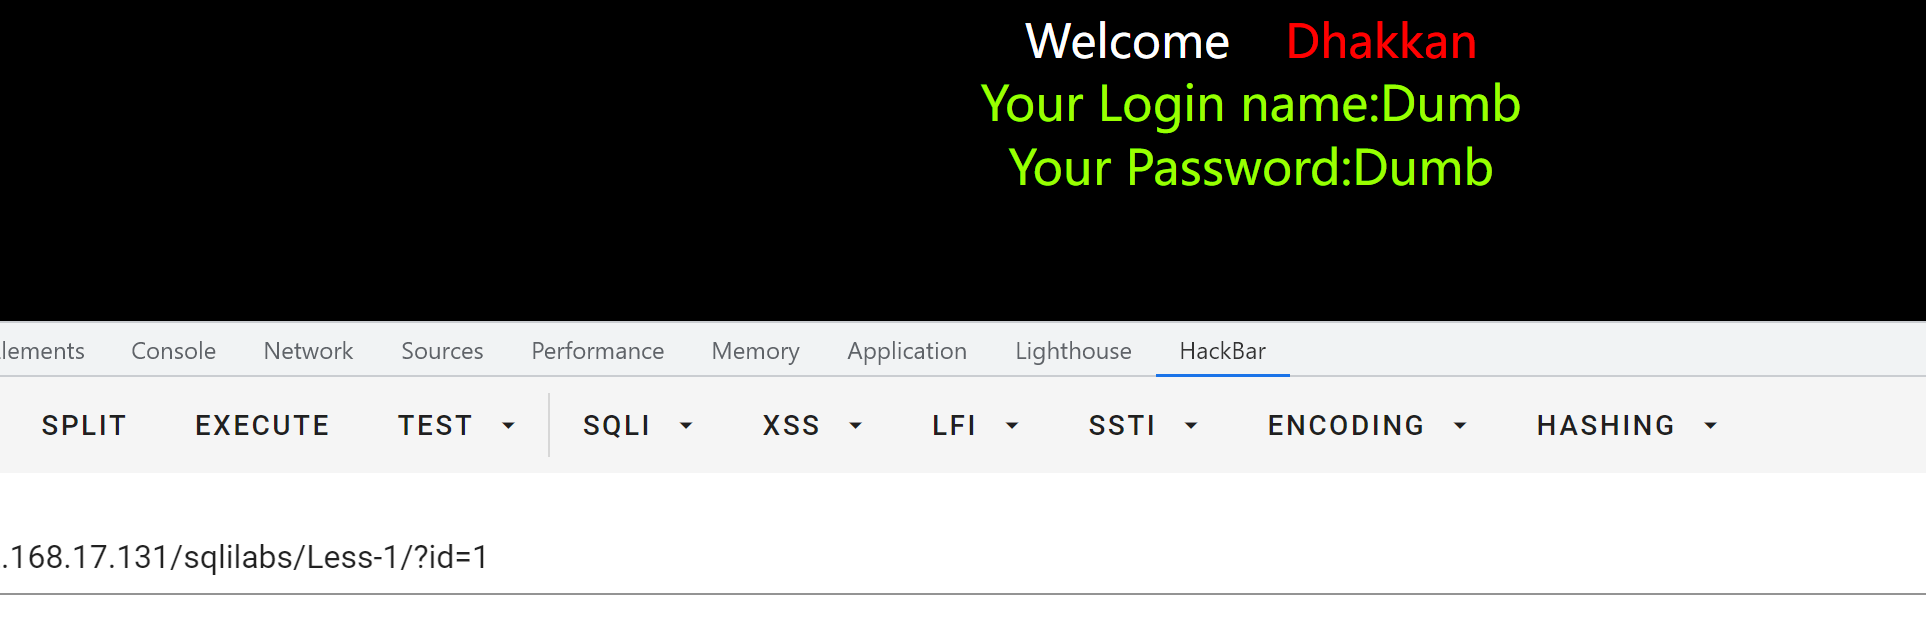 Welcome Dhakkan
Your Login name:Dumb
Your Password:Dumb
lements Console Network Sources Performance Memory Application Lighthouse HackBar
SPLIT EXECUTE TEST SQLI XSS LFI SSTI ENCODING HASHING
.168.17.131/sqlilabs/Less-1/?id=1